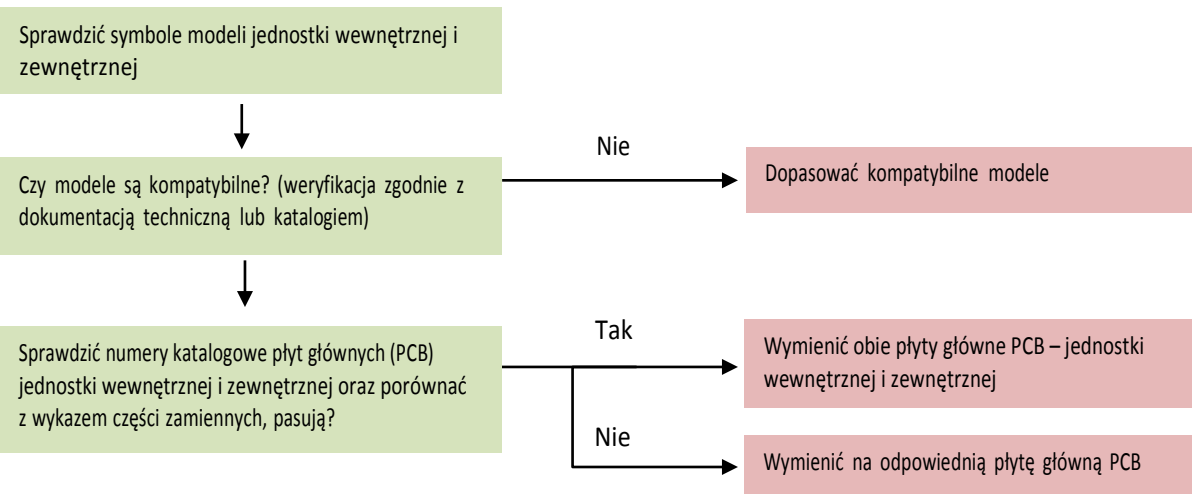 Sprawdzić symbole modeli jednostki wewnętrznej i
zewnętrznej
Nie
Czy modele są kompatybilne? (weryfikacja zgodnie z
dokumentacją techniczną lub katalogiem)
Dopasować kompatybilne modele
Tak
Sprawdzić numery katalogowe płyt głównych (PCB)
jednostki wewnętrznej i zewnętrznej oraz porównać
z wykazem części zamiennych, pasują?
Wymienić obie płyty główne PCB – jednostki
wewnętrznej i zewnętrznej
Nie
Wymienić na odpowiednią płytę główną PCB